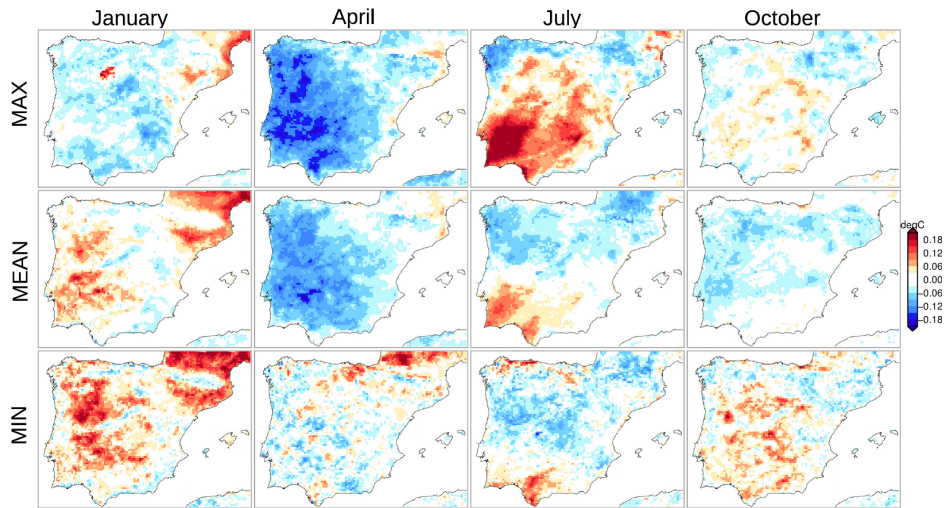 January April July October
MAX
MEAN
MIN
degC
0.18
0.12
0.06
0.00
-0.06
-0.12
-0.18